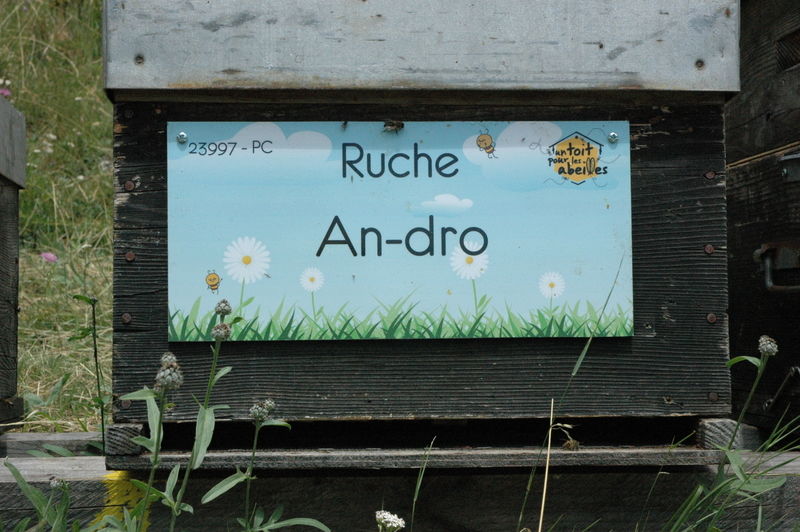 23997 - PC
Ruche
An-dro
un toit
pour les
abeilles